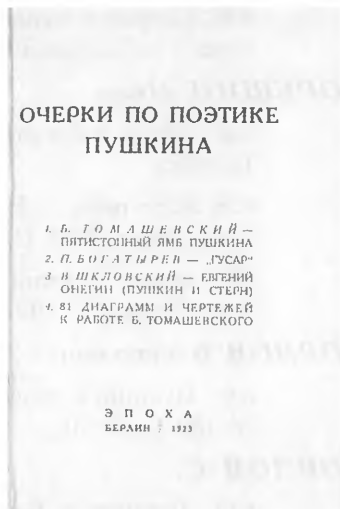 ОЧЕРКИ ПО ПОЭТИКЕ
ПУШКИНА
1. Б. ТОМАШЕВСКИЙ —
ПЯТИСТОПНЫЙ ЯМБ ПУШКИНА
2. П. БОГАТЫРЕВ — „ГУСАР“
3 В ШКЛОВСКИЙ — ЕВГЕНИЙ
ОНЕГИН (ПУШКИН И СТЕРН)
4. 81 ДИАГРАММ И ЧЕРТЕЖЕЙ
К РАБОТЕ Б. ТОМАШЕВСКОГО
ЭПОХА
БЕРЛИН / 1923